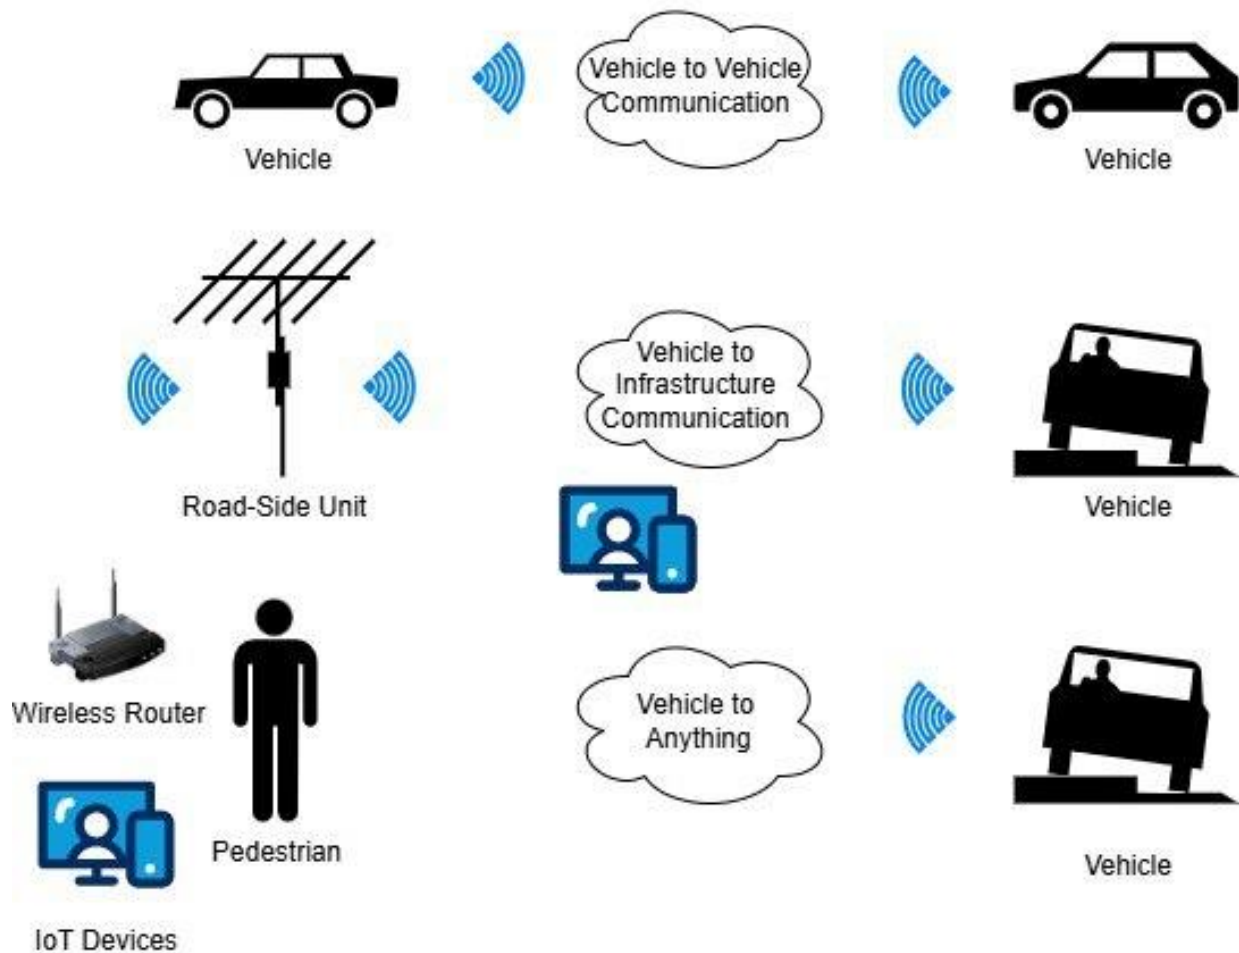 Vehicle to Vehicle
Communication
Vehicle
Vehicle
Vehicle to
Infrastructure
Communication
Road-Side Unit
Vehicle
Wireless Router
Vehicle to
Anything
Pedestrian
Vehicle
IoT Devices